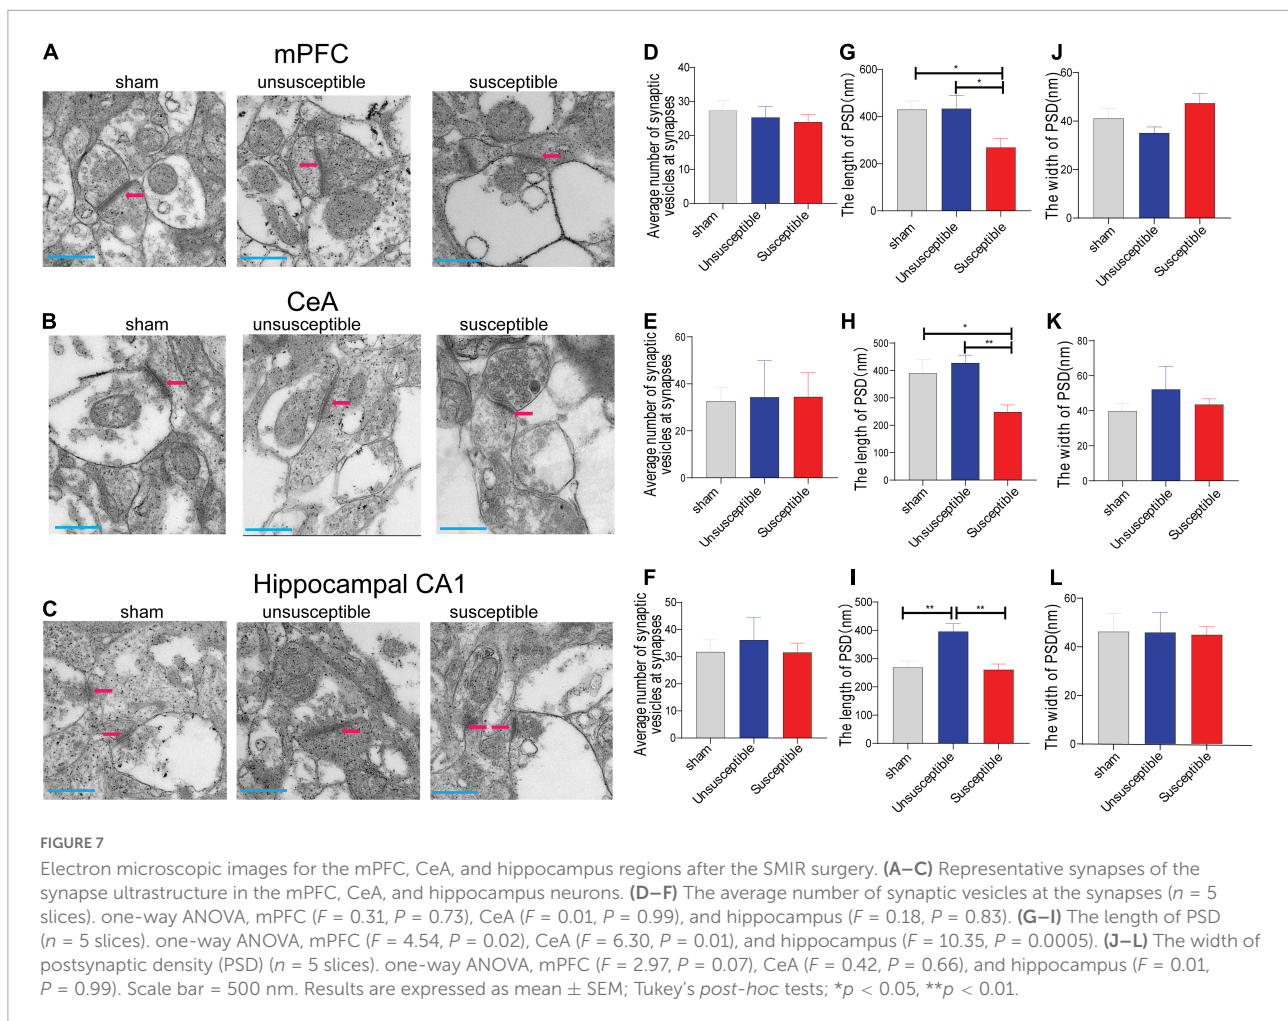 A
mPFC
sham
unsusceptible
susceptible
B
CeA
sham
unsusceptible
susceptible
C
Hippocampal CA1
sham
unsusceptible
susceptible
D
Average number of synaptic
vesicles at synapses
40
30
20
10
0
sham
Unsusceptible
Susceptible
G
The length of PSD(nm)
600
400
200
0
*
*
sham
Unsusceptible
Susceptible
J
The width of PSD(nm)
60
40
20
0
sham
Unsusceptible
Susceptible
E
Average number of synaptic
vesicles at synapses
60
40
20
0
sham
Unsusceptible
Susceptible
H
The length of PSD(nm)
500
400
300
200
100
0
*
**
sham
Unsusceptible
Susceptible
K
The width of PSD(nm)
80
60
40
20
0
sham
Unsusceptible
Susceptible
F
Average number of synaptic
vesicles at synapses
50
40
30
20
10
0
sham
Unsusceptible
Susceptible
I
The length of PSD(nm)
500
400
300
200
100
0
**
**
sham
Unsusceptible
Susceptible
L
The width of PSD(nm)
60
40
20
0
sham
Unsusceptible
Susceptible
FIGURE 7
Electron microscopic images for the mPFC, CeA, and hippocampus regions after the SMIR surgery. (A–C) Representative synapses of the
synapse ultrastructure in the mPFC, CeA, and hippocampus neurons. (D–F) The average number of synaptic vesicles at the synapses (n = 5
slices). one-way ANOVA, mPFC (F = 0.31, P = 0.73), CeA (F = 0.01, P = 0.99), and hippocampus (F = 0.18, P = 0.83). (G–I) The length of PSD
(n = 5 slices). one-way ANOVA, mPFC (F = 4.54, P = 0.02), CeA (F = 6.30, P = 0.01), and hippocampus (F = 10.35, P = 0.0005). (J–L) The width of
postsynaptic density (PSD) (n = 5 slices). one-way ANOVA, mPFC (F = 2.97, P = 0.07), CeA (F = 0.42, P = 0.66), and hippocampus (F = 0.01,
P = 0.99). Scale bar = 500 nm. Results are expressed as mean ± SEM; Tukey's post-hoc tests; *p < 0.05, **p < 0.01.